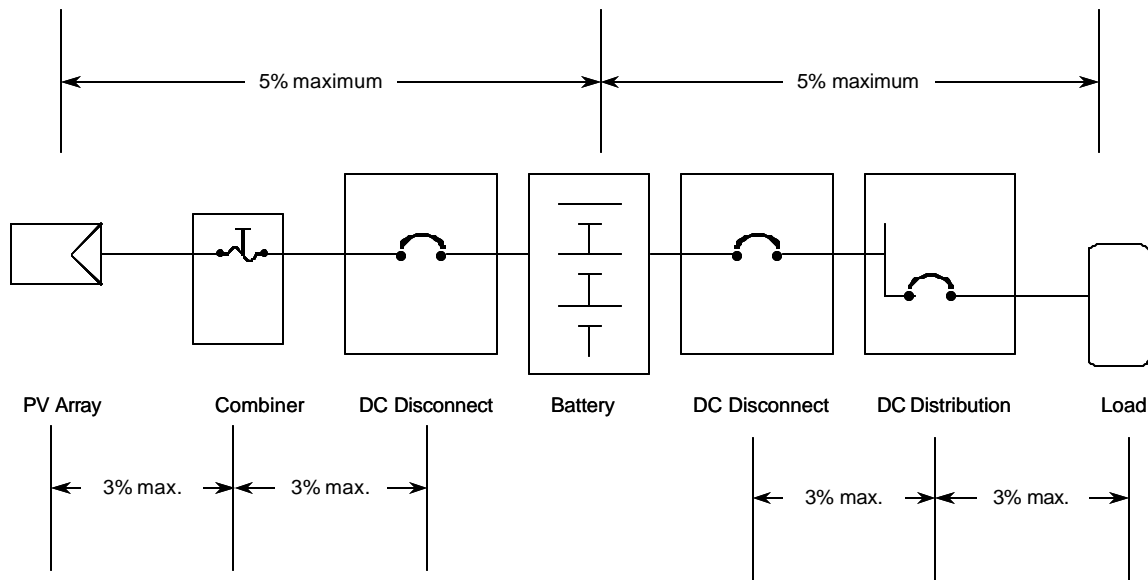 5% maximum
5% maximum
PV Array
Combiner
DC Disconnect
Battery
DC Disconnect
DC Distribution
Load
3% max.
3% max.
3% max.
3% max.